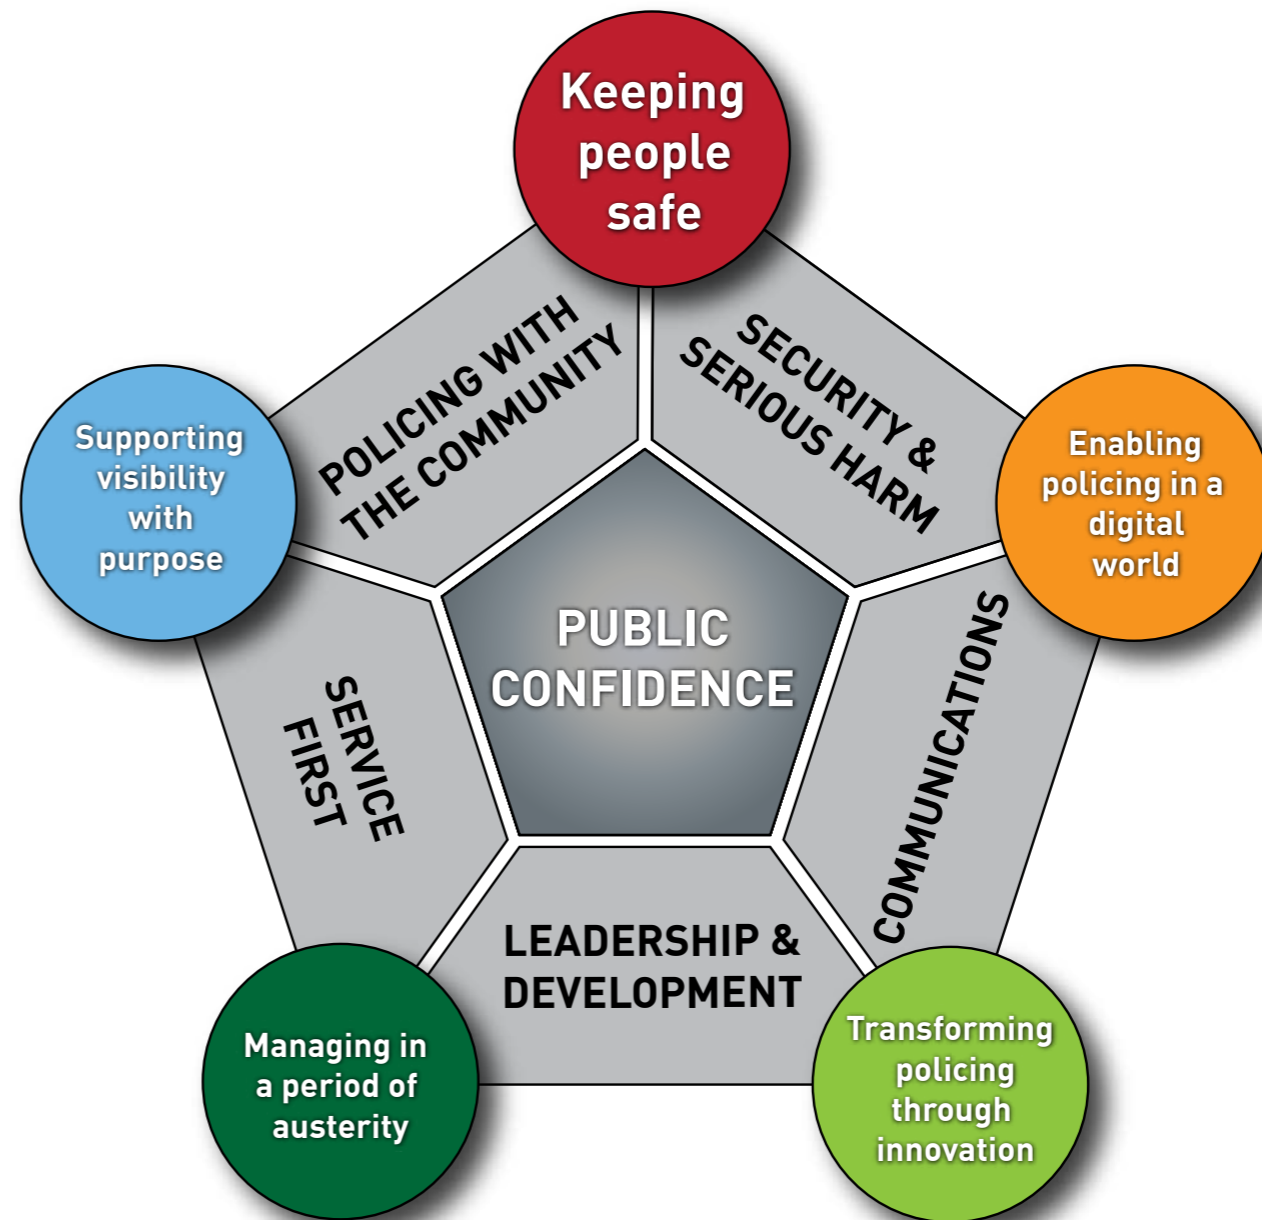 Keeping
people
safe
POLICING WITH
THE COMMUNITY
SECURITY &
SERIOUS HARM
Supporting
visibility
with
purpose
Enabling
policing in a
digital
world
PUBLIC
CONFIDENCE
SERVICE
FIRST
COMMUNICATIONS
LEADERSHIP &
DEVELOPMENT
Managing in
a period of
austerity
Transforming
policing
through
innovation